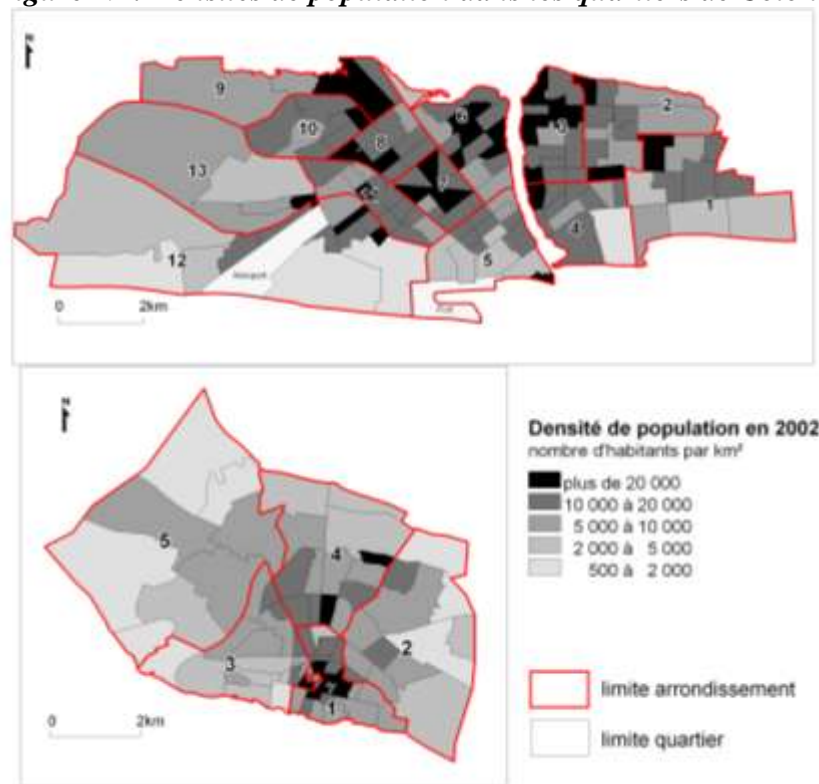 N
9
10
8
6
3
2
13
7
1
4
12
5
Aéroport
Port
0 2km
N
5
4
3
2
1
0 2km
Densité de population en 2002
nombre d'habitants par km²
plus de 20 000
10 000 à 20 000
5 000 à 10 000
2 000 à 5 000
500 à 2 000
limite arrondissement
limite quartier